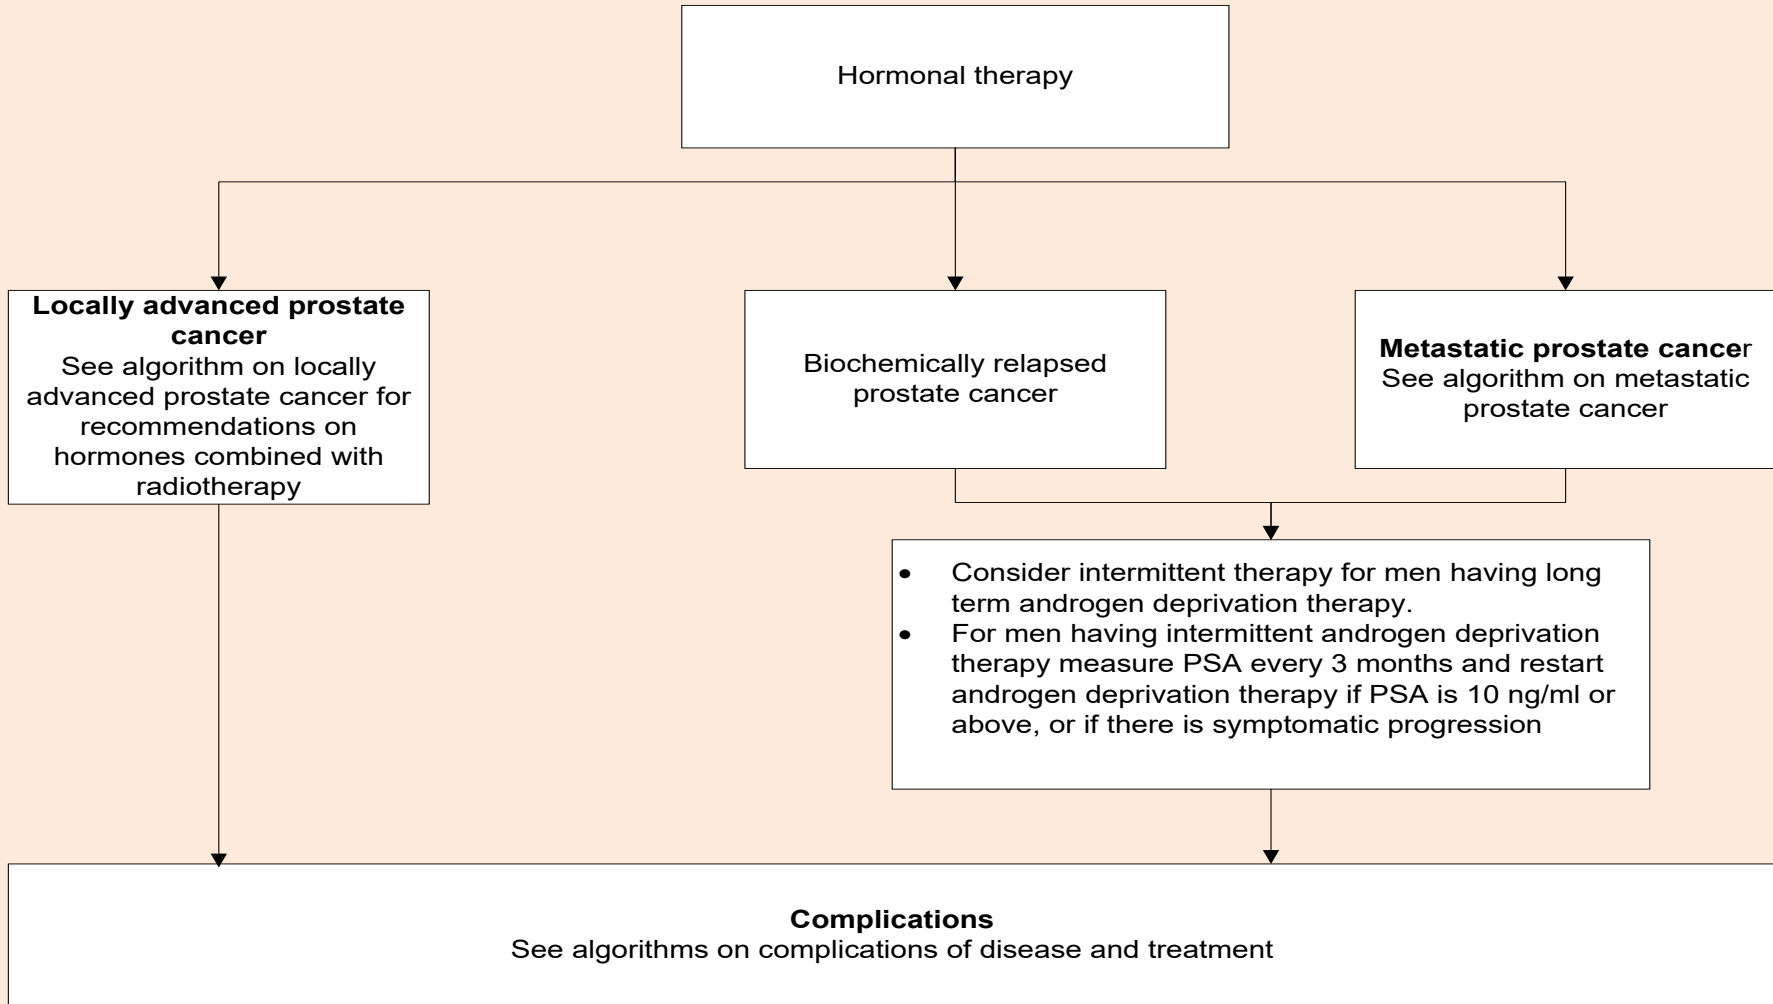 Hormonal therapy
Locally advanced prostate
cancer
See algorithm on locally
advanced prostate cancer for
recommendations on
hormones combined with
radiotherapy
Biochemically relapsed
prostate cancer
Metastatic prostate cancer
See algorithm on metastatic
prostate cancer
• Consider intermittent therapy for men having long
term androgen deprivation therapy.
• For men having intermittent androgen deprivation
therapy measure PSA every 3 months and restart
androgen deprivation therapy if PSA is 10 ng/ml or
above, or if there is symptomatic progression
Complications
See algorithms on complications of disease and treatment